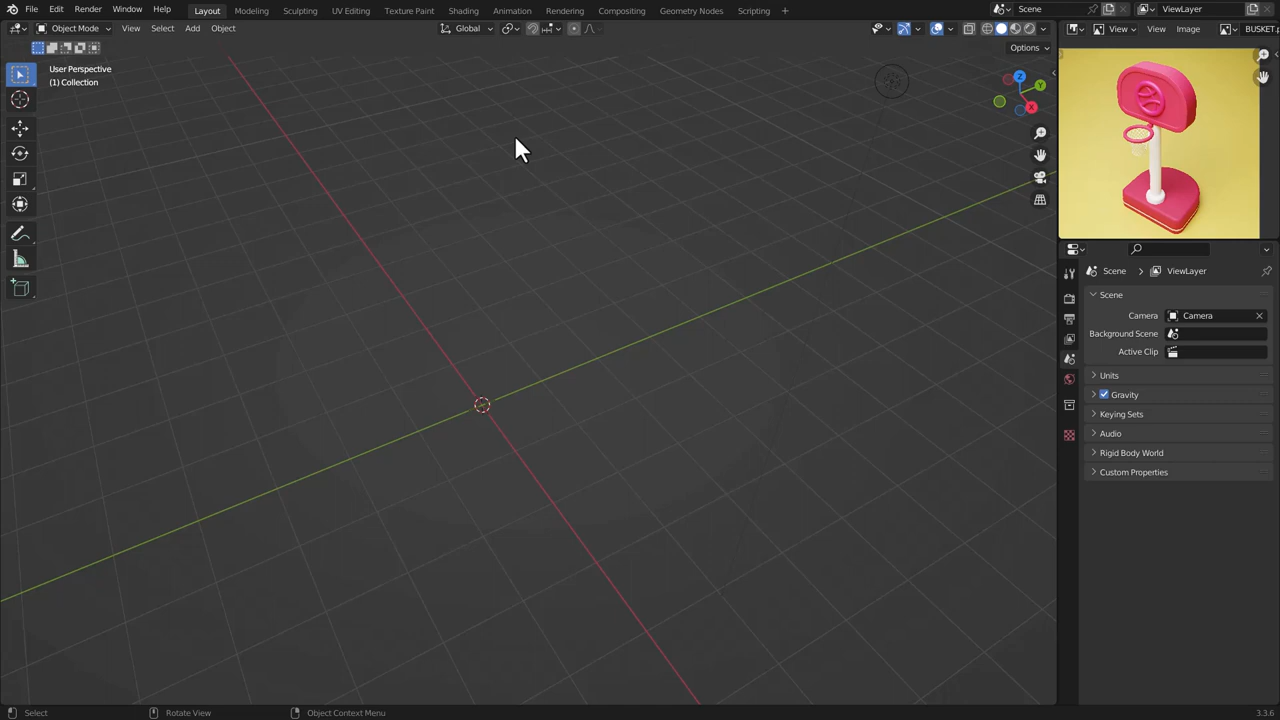 File Edit Render Window Help Layout Modeling Sculpting UV Editing Texture Paint Shading Animation Rendering Compositing Geometry Nodes Scripting + Scene ViewLayer
Object Mode View Select Add Object Global View View Image BUSKET.p
Options
User Perspective
(1) Collection
Z
Y
X
Scene ViewLayer
Scene
Camera Camera
Background Scene
Active Clip
Units
Gravity
Keying Sets
Audio
Rigid Body World
Custom Properties
Select Rotate View Object Context Menu 3.3.6